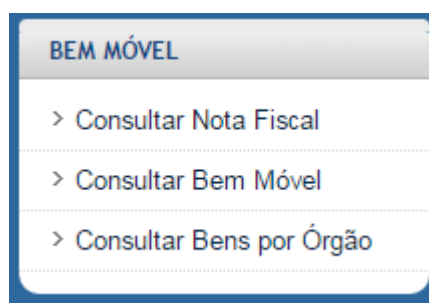 BEM MÓVEL
> Consultar Nota Fiscal
> Consultar Bem Móvel
> Consultar Bens por Órgão